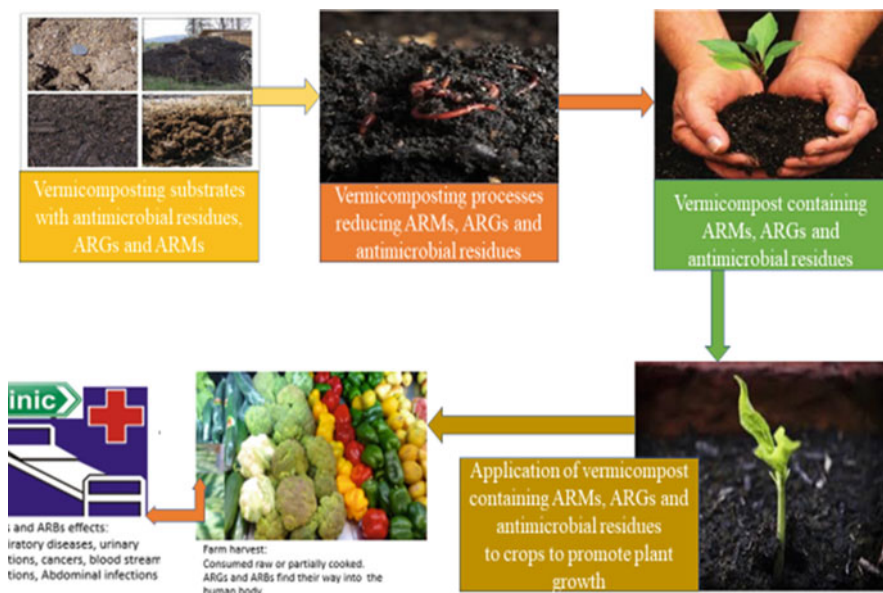 Vermicomposting substrates
with antimicrobial residues,
ARGs and ARMs
Vermicomposting processes
reducing ARMs, ARGs and
antimicrobial residues
Vermicompost containing
ARMs, ARGs and
antimicrobial residues
Application of vermicompost
containing ARMs, ARGs and
antimicrobial residues
to crops to promote plant
growth
Farm harvest:
Consumed raw or partially cooked.
ARGs and ARBs find their way into the
human body
inic
s and ARBs effects:
piratory diseases, urinary
tions, cancers, blood stream
tions, Abdominal infections